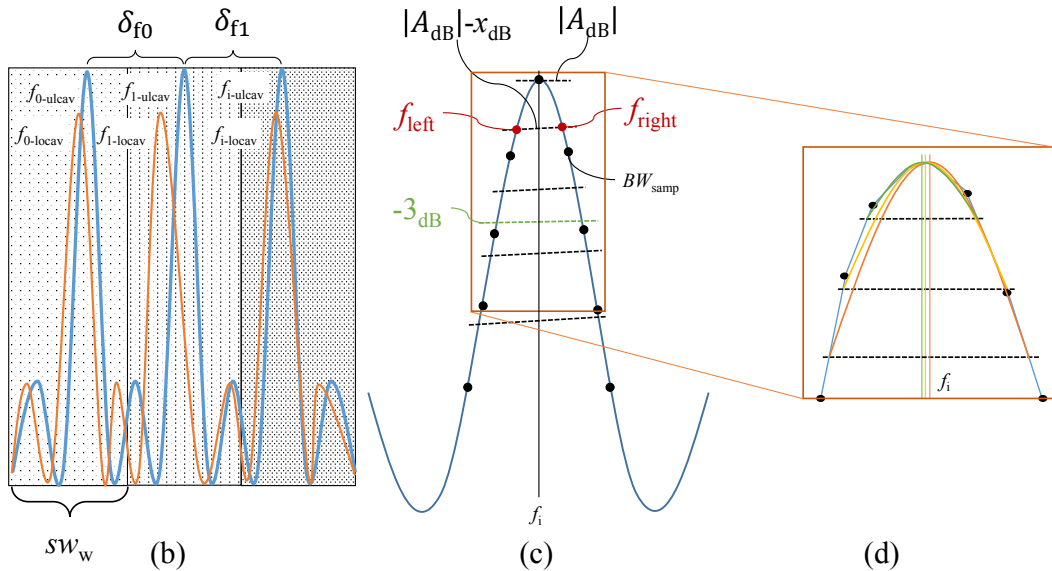 δf0
δf1
|AdB|-xdB
|AdB|
f0-ulcav
f1-ulcav
fi-ulcav
f0-locav
f1-locav
fi-locav
fleft
fright
BWsamp
-3dB
fi
fi
sww
(b)
(c)
(d)